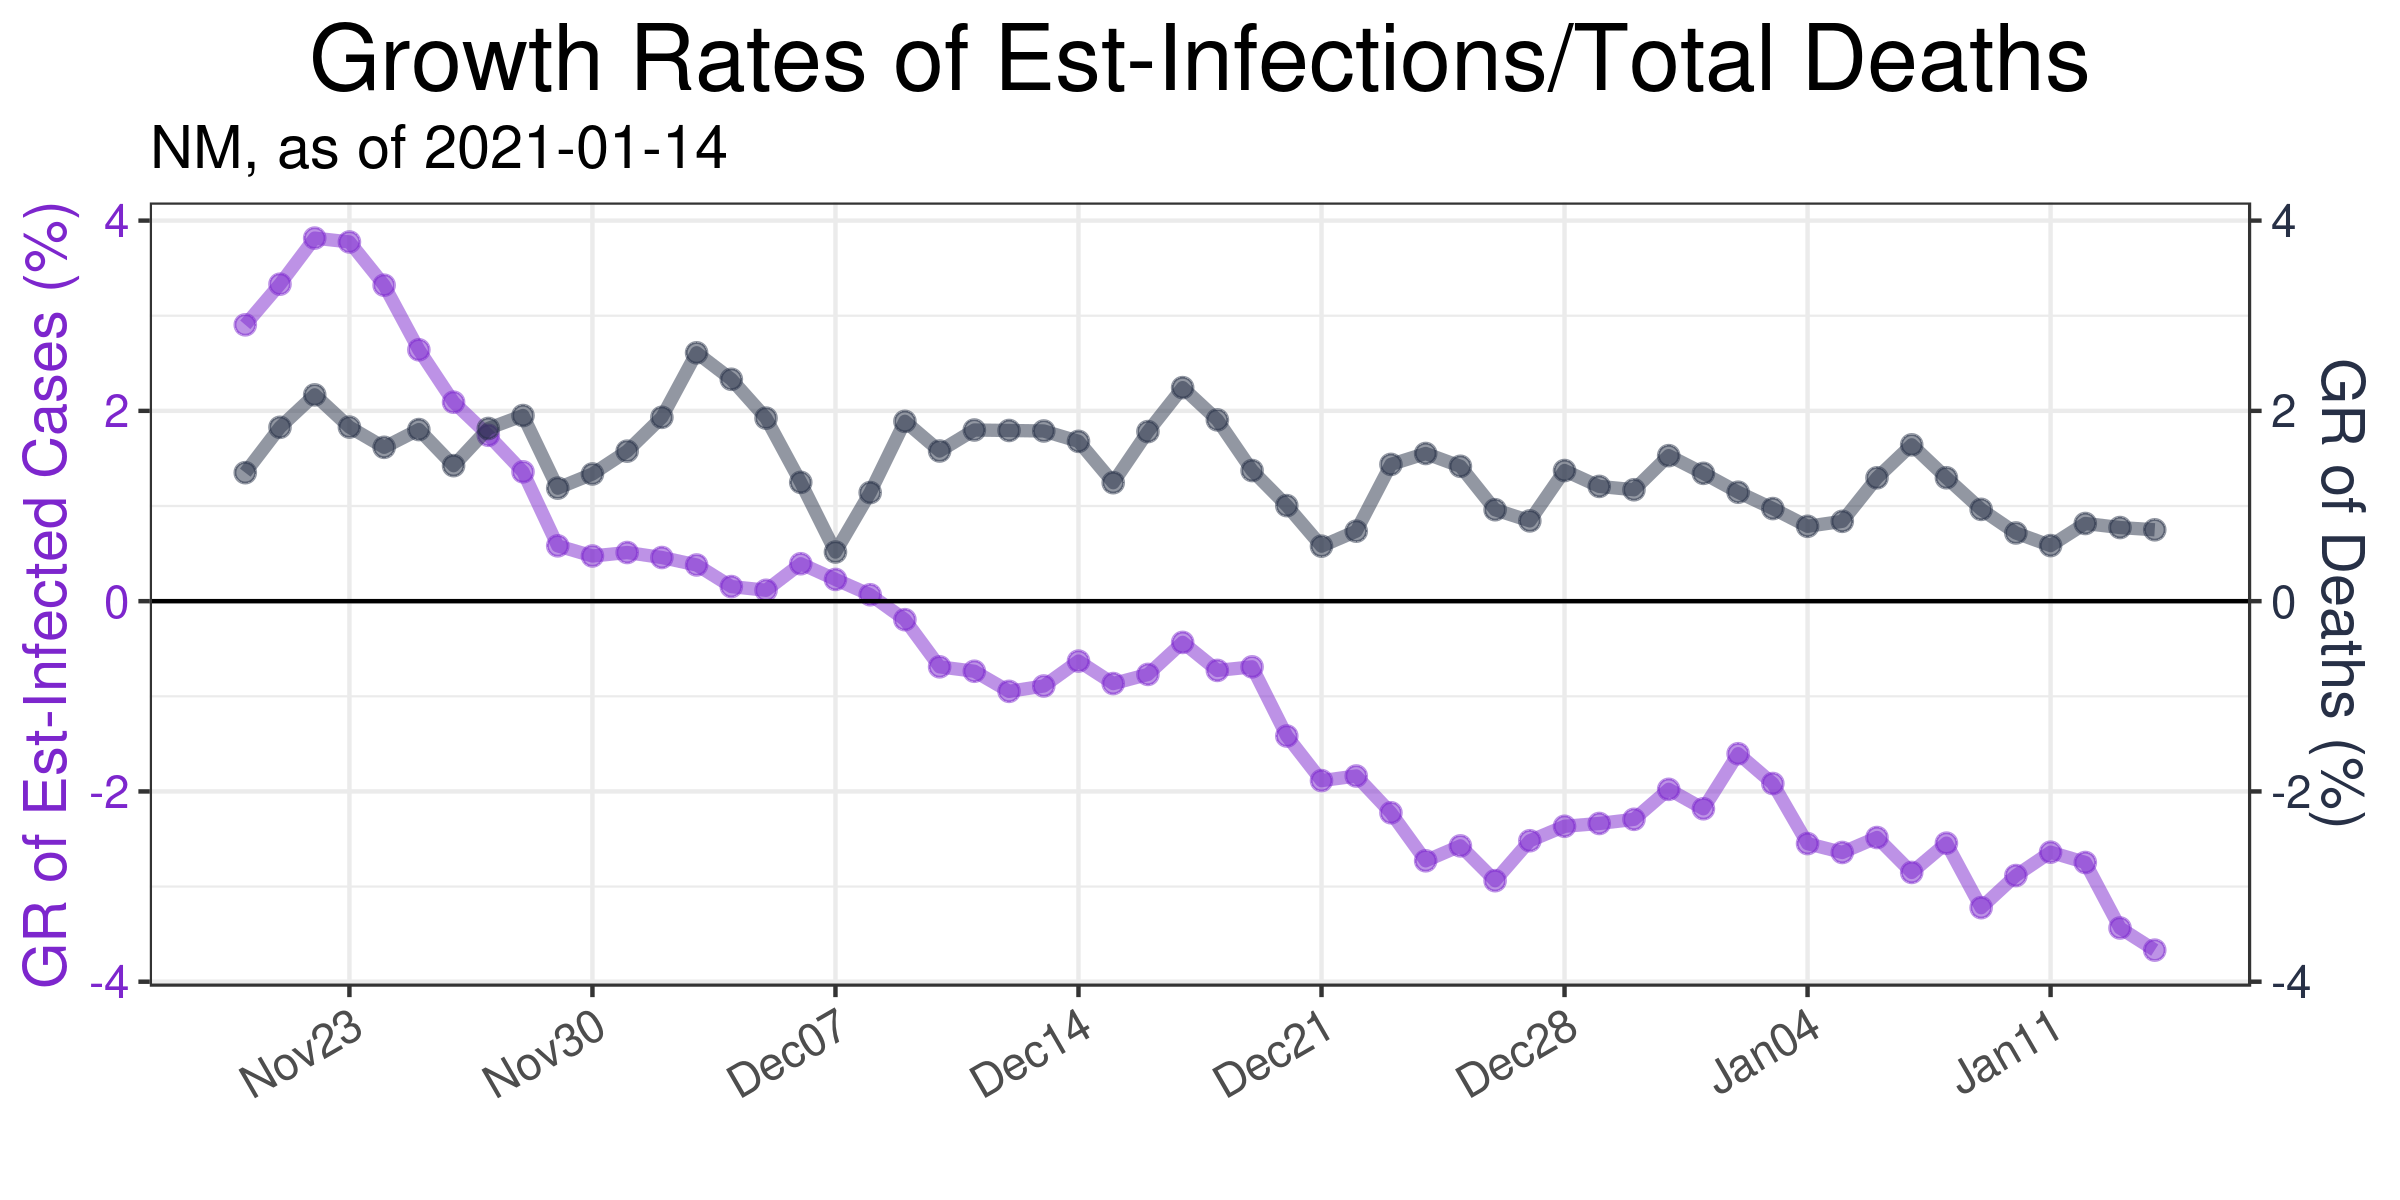 Growth Rates of Est-Infections/Total Deaths
NM, as of 2021-01-14
GR of Est-Infected Cases (%)
4
2
0
-2
-4
4
2
0
-2
-4
GR of Deaths (%)
Nov23
Nov30
Dec07
Dec14
Dec21
Dec28
Jan04
Jan11